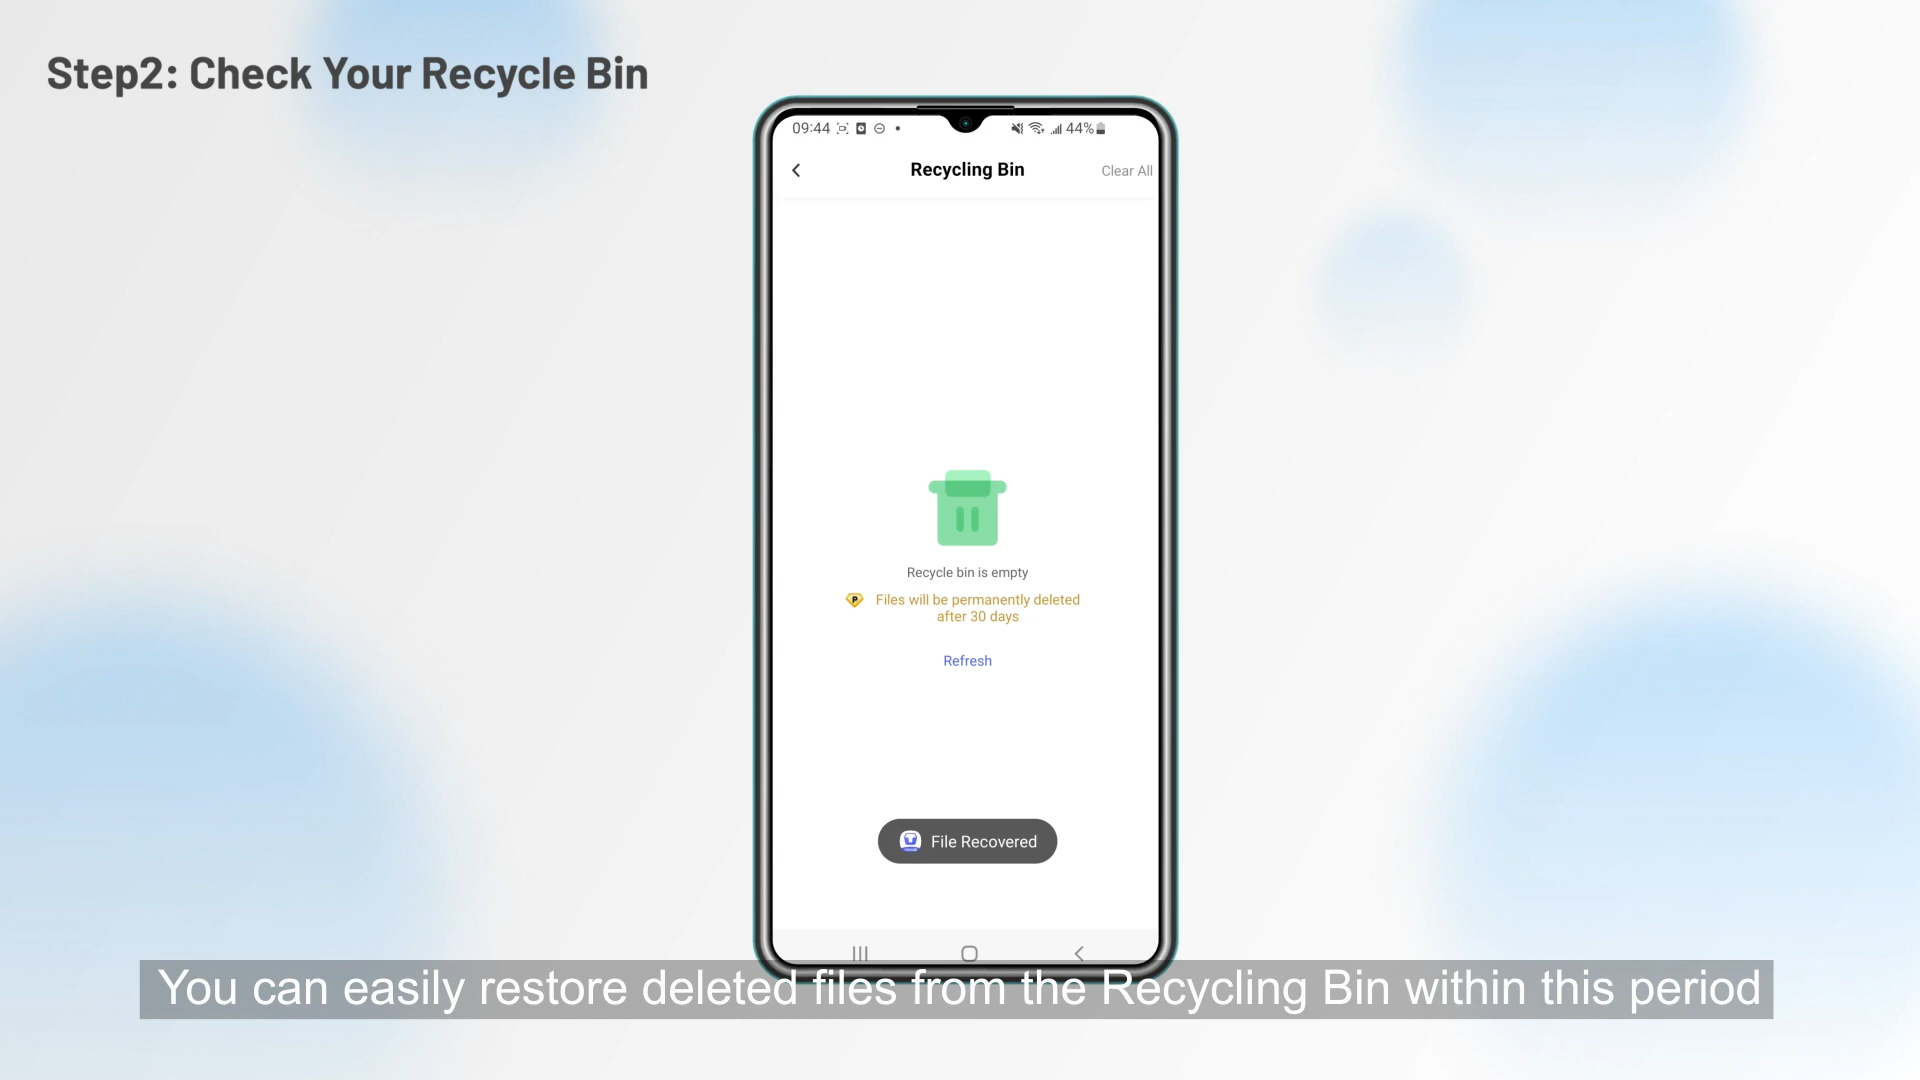 Step2: Check Your Recycle Bin
09:44
44%
Recycling Bin
Clear All
Recycle bin is empty
P
Files will be permanently deleted
after 30 days
Refresh
File Recovered
You can easily restore deleted files from the Recycling Bin within this period